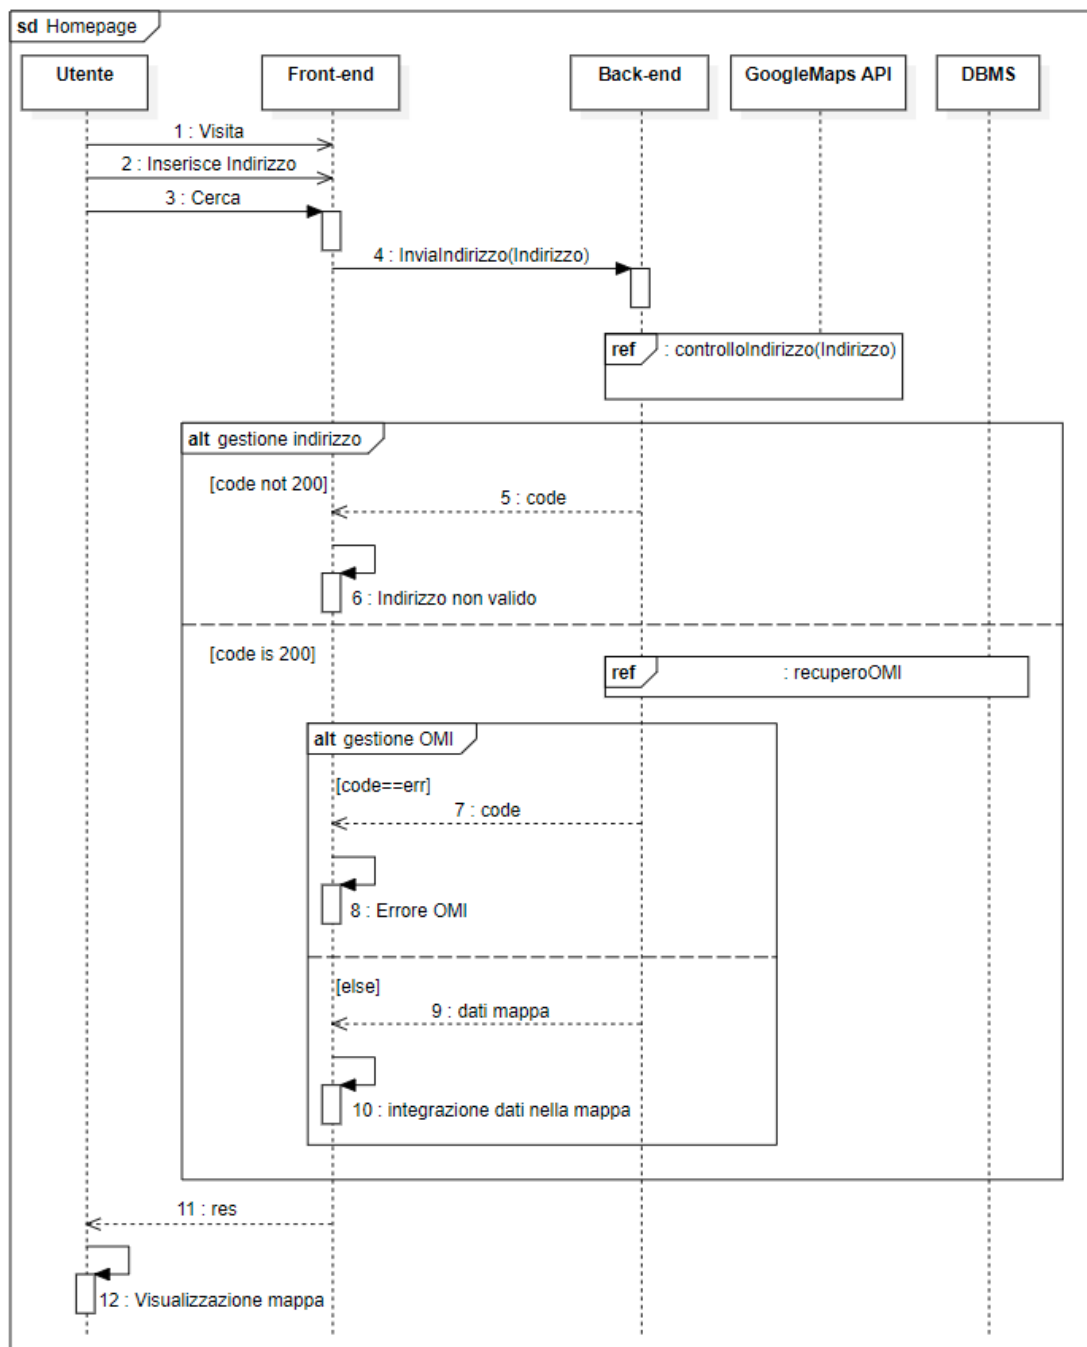 sd Homepage
Utente
Front-end
Back-end
GoogleMaps API
DBMS
1 : Visita
2 : Inserisce Indirizzo
3 : Cerca
4 : InviaIndirizzo(Indirizzo)
ref : controlloIndirizzo(Indirizzo)
alt gestione indirizzo
[code not 200]
5 : code
6 : Indirizzo non valido
[code is 200]
ref : recuperoOMI
alt gestione OMI
[code==err]
7 : code
8 : Errore OMI
[else]
9 : dati mappa
10 : integrazione dati nella mappa
11 : res
12 : Visualizzazione mappa